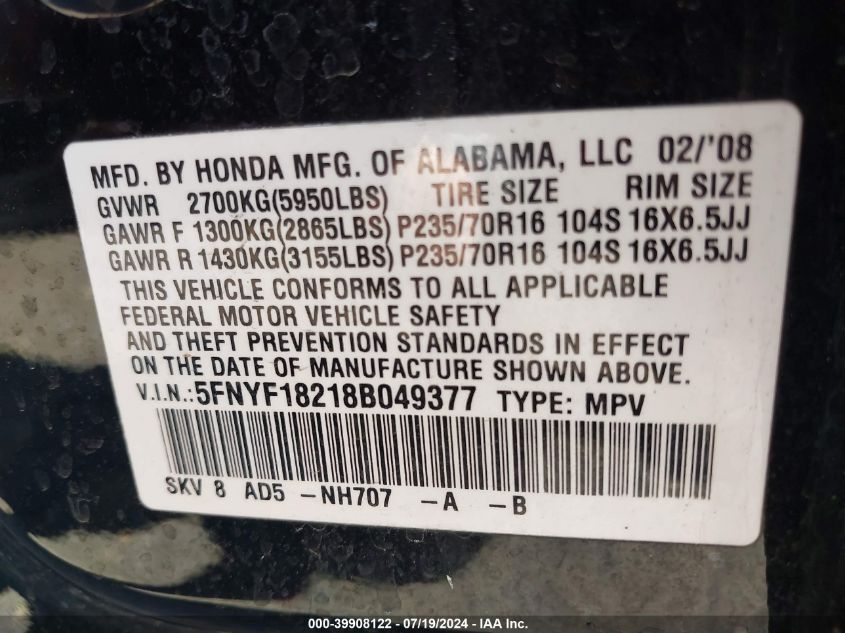 MFD. BY HONDA MFG. OF ALABAMA, LLC 02/'08
GVWR 2700KG(5950LBS) TIRE SIZE RIM SIZE
GAWR F 1300KG(2865LBS) P235/70R16 104S 16X6.5JJ
GAWR R 1430KG(3155LBS) P235/70R16 104S 16X6.5JJ
THIS VEHICLE CONFORMS TO ALL APPLICABLE
FEDERAL MOTOR VEHICLE SAFETY
AND THEFT PREVENTION STANDARDS IN EFFECT
ON THE DATE OF MANUFACTURE SHOWN ABOVE.
V.I.N.:5FNYF18218B049377 TYPE: MPV
SKV 8 AD5 -NH707 -A -B
000-39908122 - 07/19/2024 - IAA Inc.